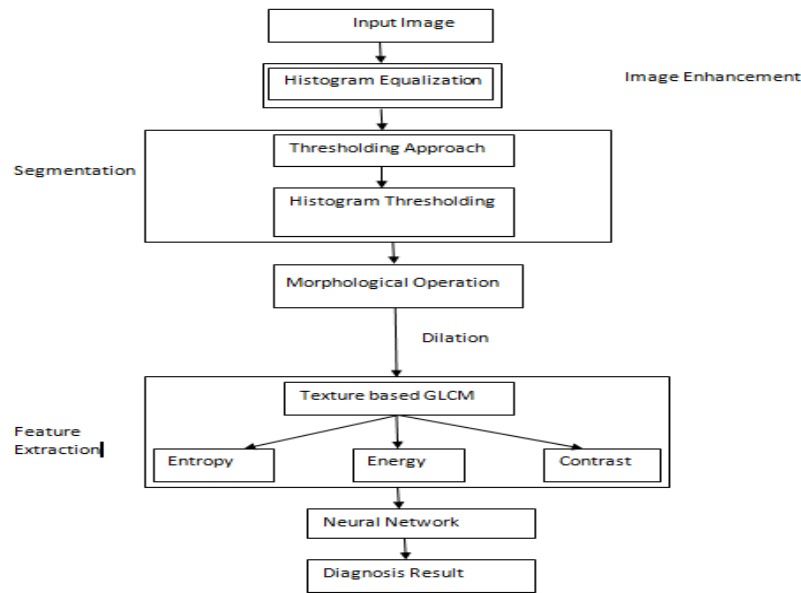 Input Image
Histogram Equalization
Image Enhancement
Thresholding Approach
Segmentation
Histogram Thresholding
Morphological Operation
Dilation
Texture based GLCM
Feature
Extraction
Entropy
Energy
Contrast
Neural Network
Diagnosis Result